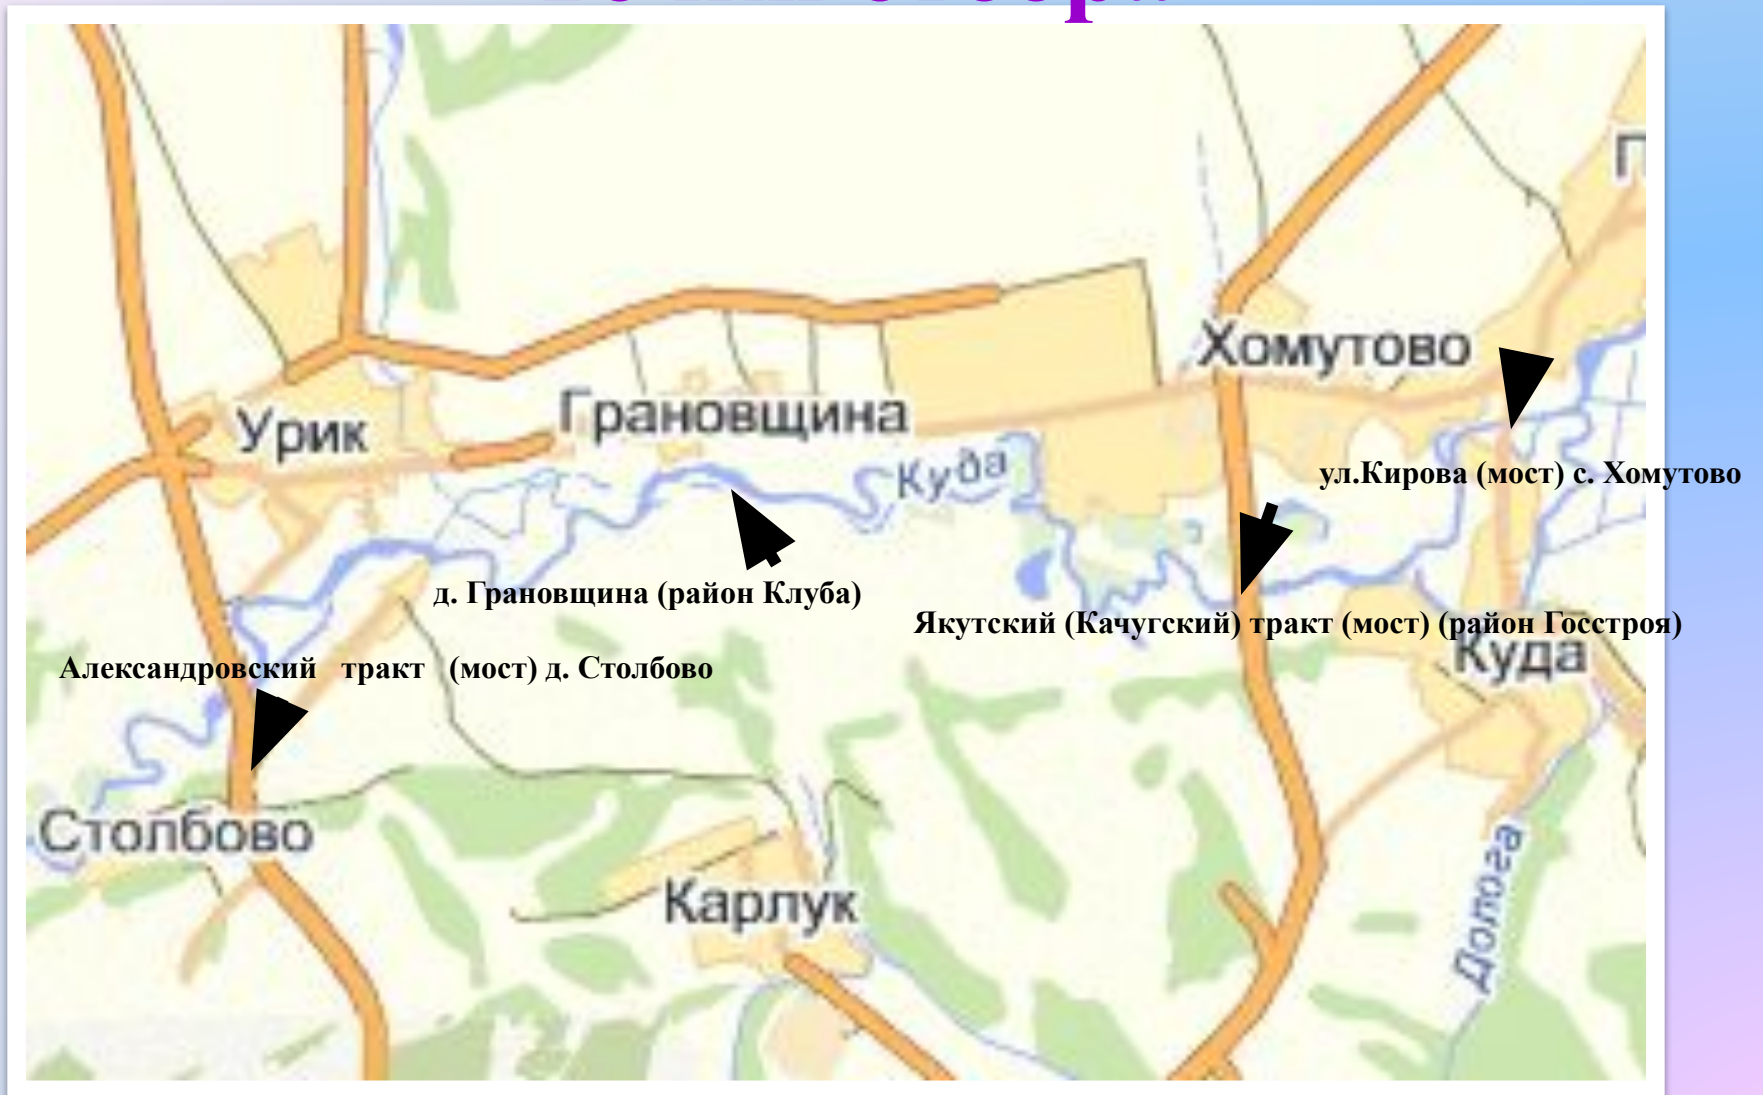 П
Хомутово
Грановщина
Урик
Куда
ул.Кирова (мост) с. Хомутово
д. Грановщина (район Клуба)
Якутский (Качугский) тракт (мост) (район Госстроя)
Куда
Александровский тракт (мост) д. Столбово
Столбово
Карлук